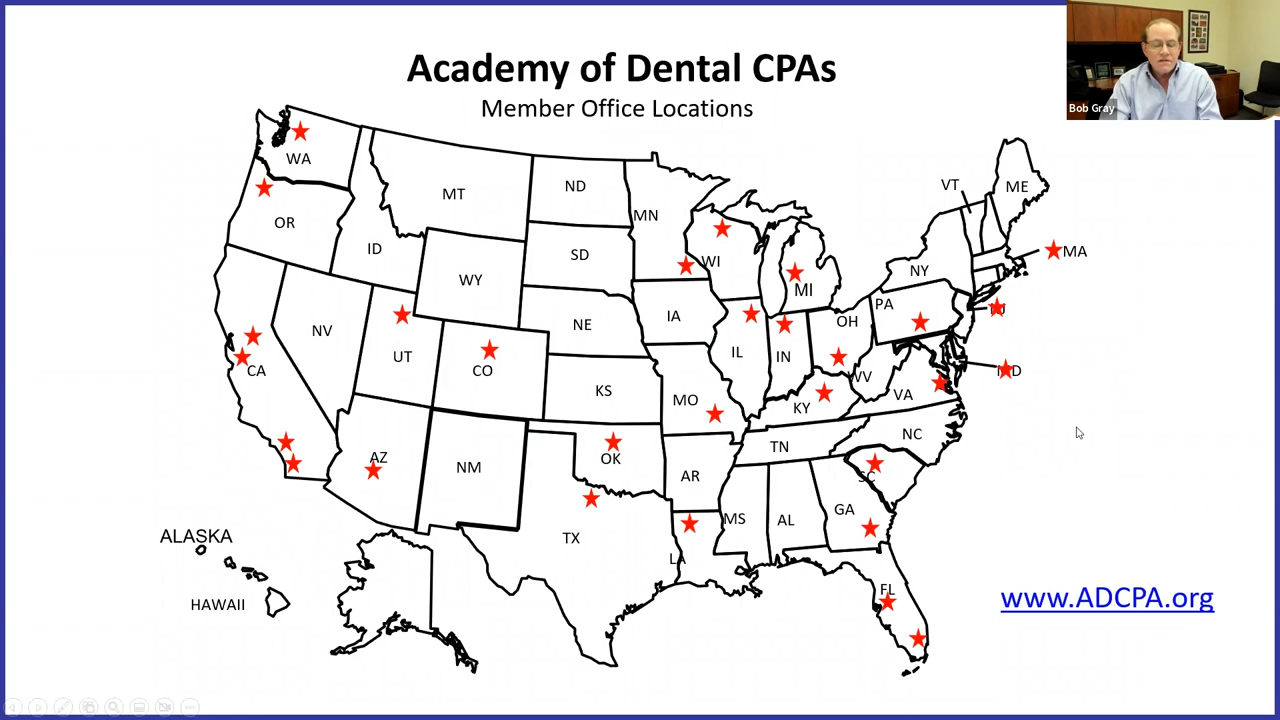 Academy of Dental CPAs
Member Office Locations
Bob Gray
WA
MT
ND
MN
VT
ME
OR
ID
SD
WI
MI
NY
MA
WY
PA
NV
UT
CO
NE
IA
IL
IN
OH
WV
CA
KS
MO
KY
VA
AZ
NM
OK
AR
TN
NC
SC
TX
LA
MS
AL
GA
FL
ALASKA
HAWAII
www.ADCPA.org